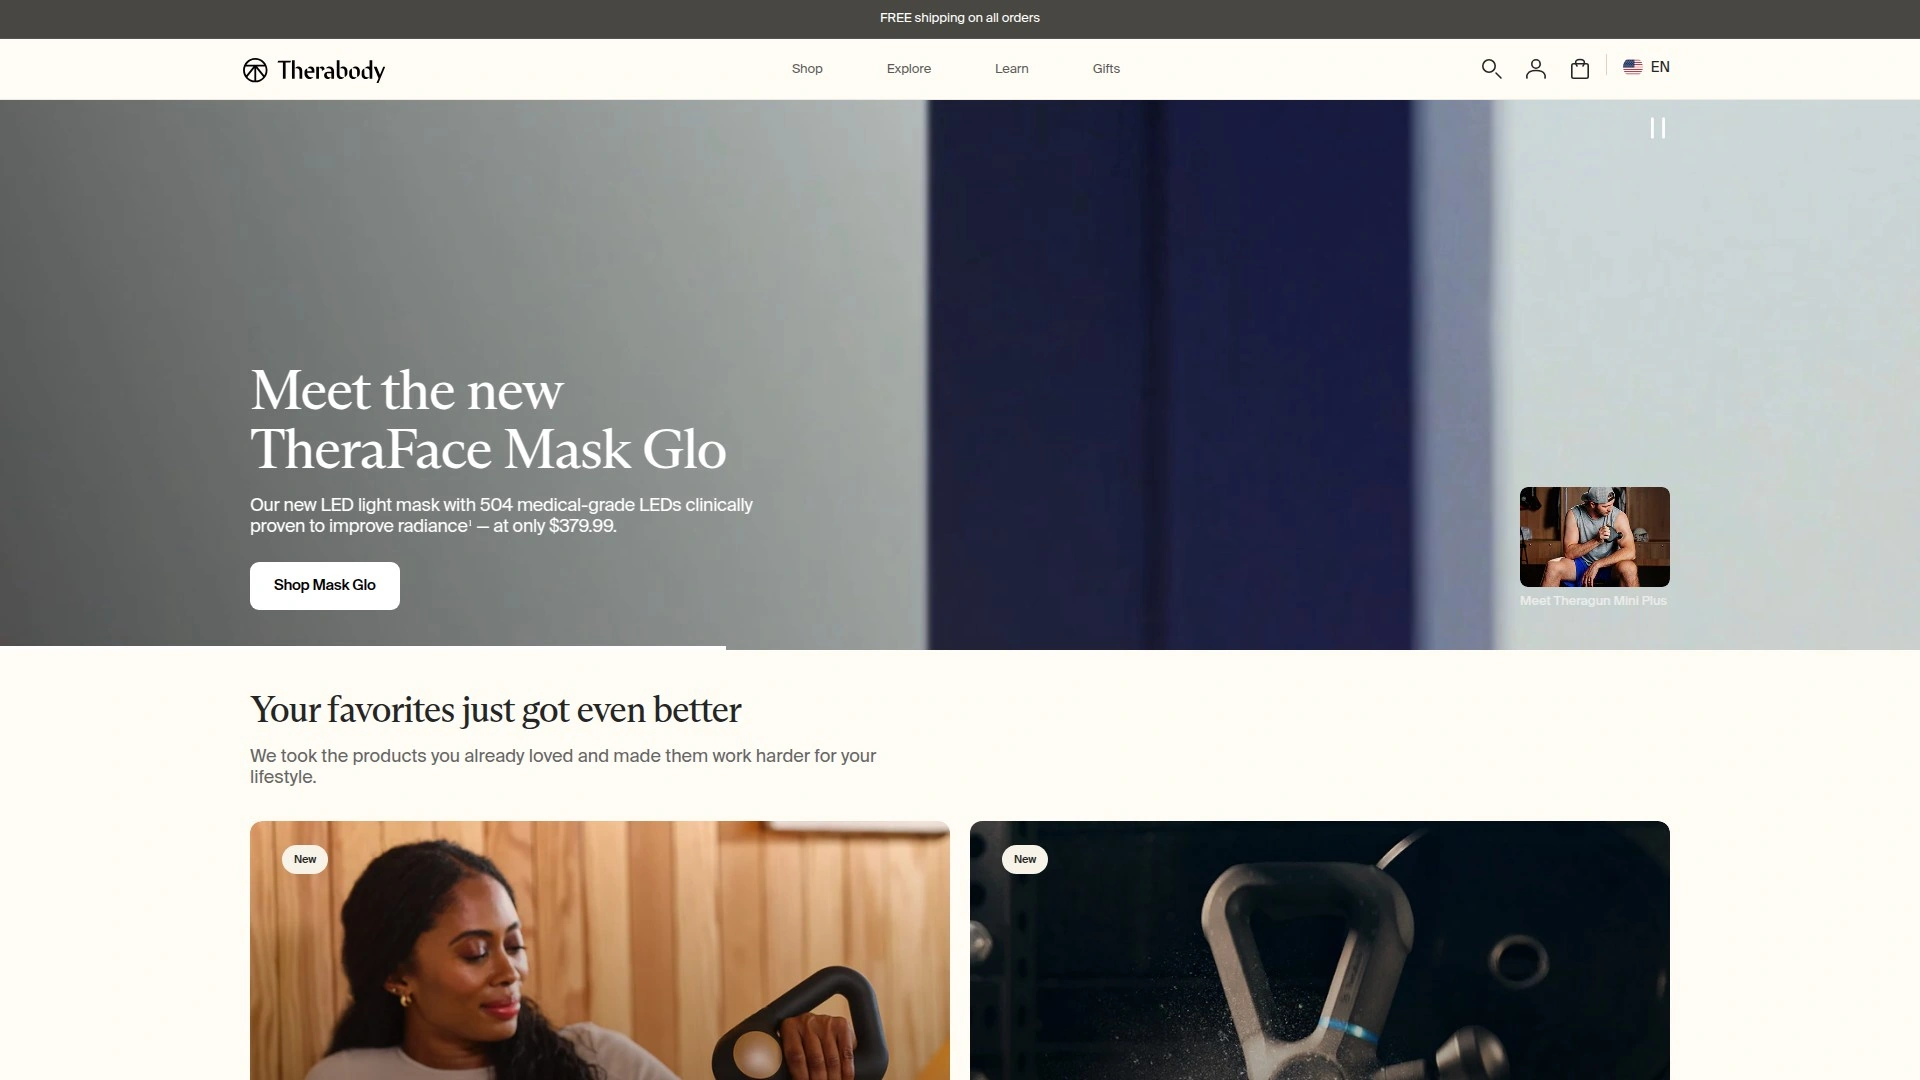 FREE shipping on all orders
Therabody
Shop
Explore
Learn
Gifts
EN
Meet the new
TheraFace Mask Glo
Our new LED light mask with 504 medical-grade LEDs clinically
proven to improve radiance¹ — at only $379.99.
Shop Mask Glo
Meet Theragun Mini Plus
Your favorites just got even better
We took the products you already loved and made them work harder for your
lifestyle.
New
New